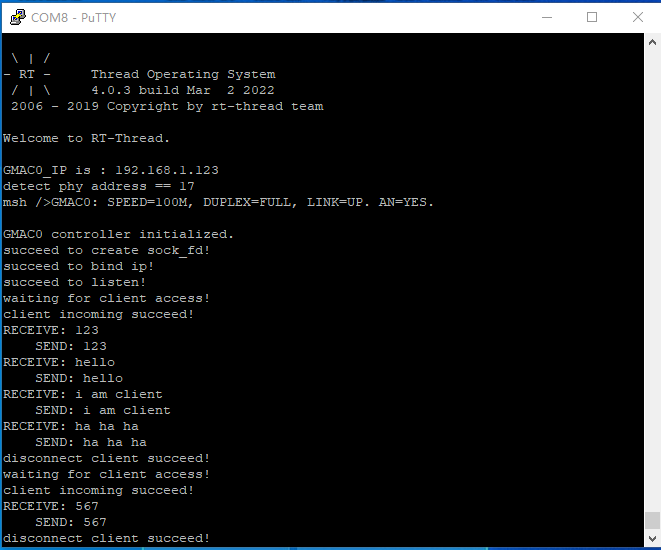 COM8 - PuTTY
 \ | /
- RT -     Thread Operating System
 / | \     4.0.3 build Mar  2 2022
 2006 - 2019 Copyright by rt-thread team
Welcome to RT-Thread.
GMAC0_IP is : 192.168.1.123
detect phy address == 17
msh />GMAC0: SPEED=100M, DUPLEX=FULL, LINK=UP. AN=YES.
GMAC0 controller initialized.
succeed to create sock_fd!
succeed to bind ip!
succeed to listen!
waiting for client access!
client incoming succeed!
RECEIVE: 123
    SEND: 123
RECEIVE: hello
    SEND: hello
RECEIVE: i am client
    SEND: i am client
RECEIVE: ha ha ha
    SEND: ha ha ha
disconnect client succeed!
waiting for client access!
client incoming succeed!
RECEIVE: 567
    SEND: 567
disconnect client succeed!